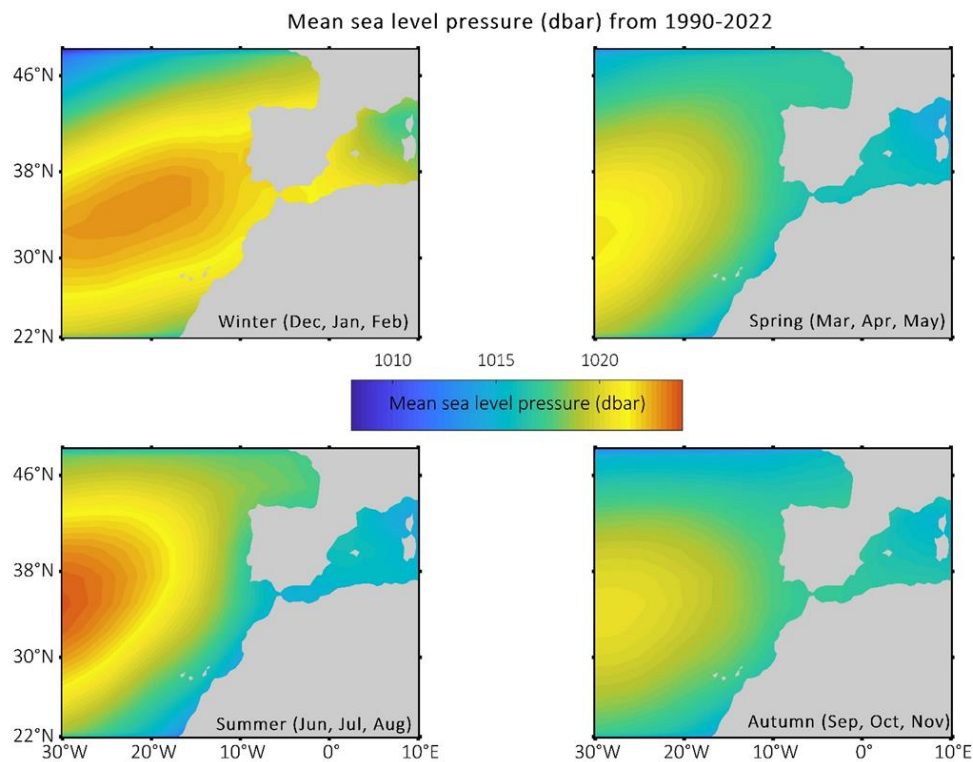 Mean sea level pressure (dbar) from 1990-2022
46°N
38°N
30°N
22°N
Winter (Dec, Jan, Feb)
Spring (Mar, Apr, May)
1010 1015 1020
Mean sea level pressure (dbar)
46°N
38°N
30°N
22°N
Summer (Jun, Jul, Aug)
Autumn (Sep, Oct, Nov)
30°W 20°W 10°W 0° 10°E
30°W 20°W 10°W 0° 10°E